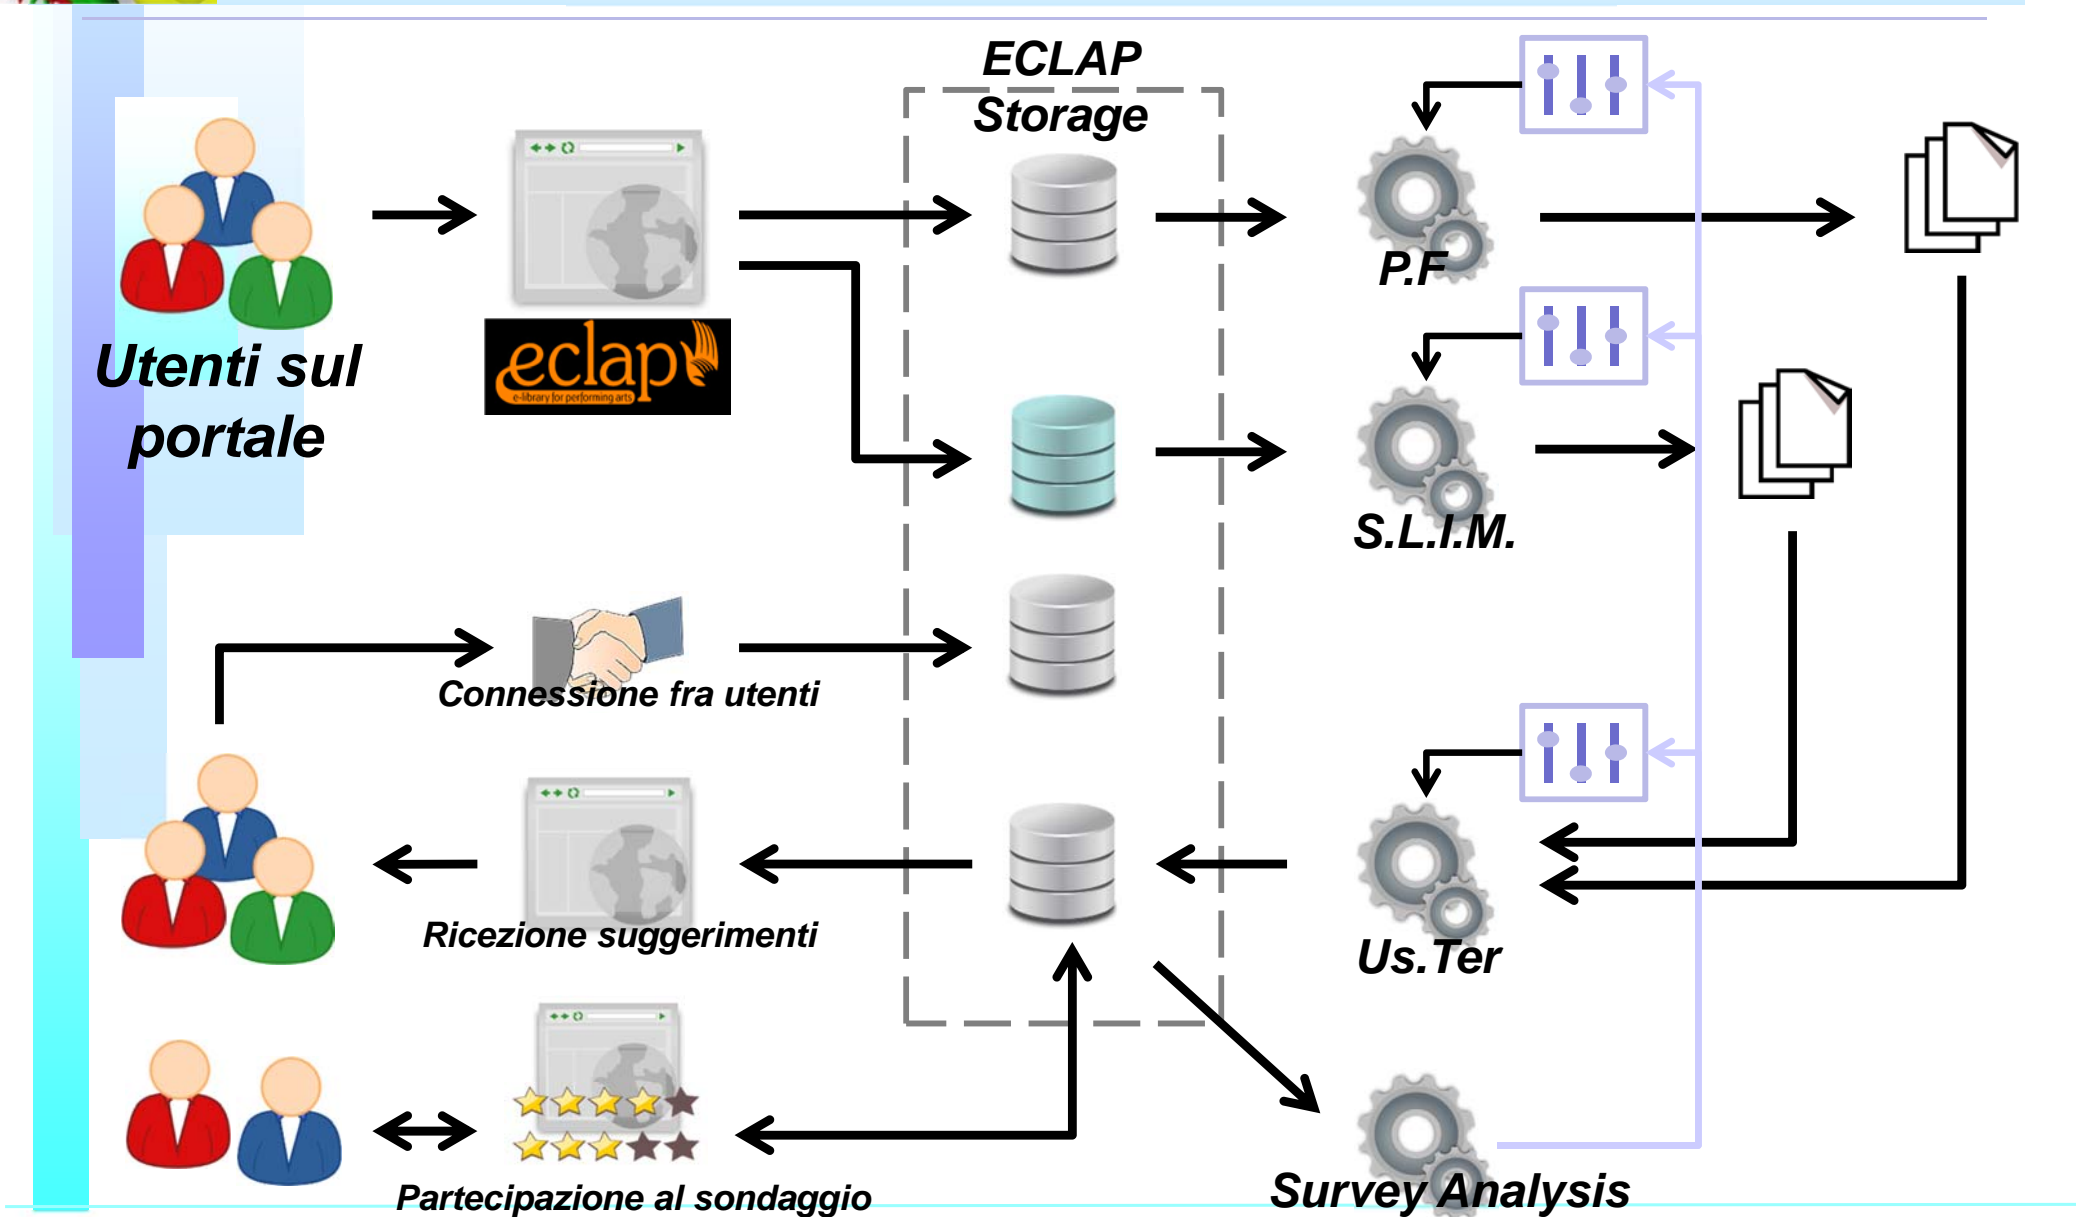 ECLAP
Storage
P.F
Utenti sul
portale
eclap
e-library for performing arts
S.L.I.M.
Connessione fra utenti
Ricezione suggerimenti
Us.Ter
Survey Analysis
Partecipazione al sondaggio